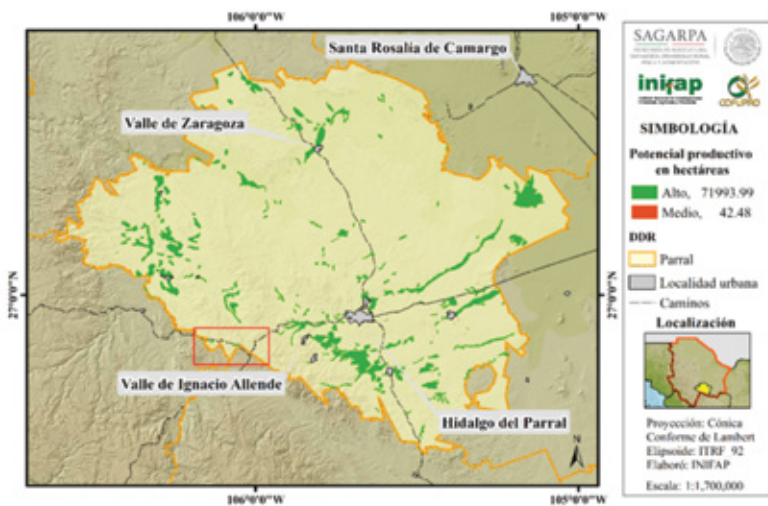 106°0'0"W
105°0'0"W
Santa Rosalía de Camargo
Valle de Zaragoza
27°0'0"N
27°0'0"N
Valle de Ignacio Allende
Hidalgo del Parral
N
106°0'0"W
105°0'0"W
SAGARPA
inifap
COFUPRO
SIMBOLOGÍA
Potencial productivo
en hectáreas
Alto, 71993.99
Medio, 42.48
DDR
Parral
Localidad urbana
Caminos
Localización
Proyección: Cónica
Conforme de Lambert
Elipsoide: ITRF 92
Elaboró: INIFAP
Escala: 1:1,700,000